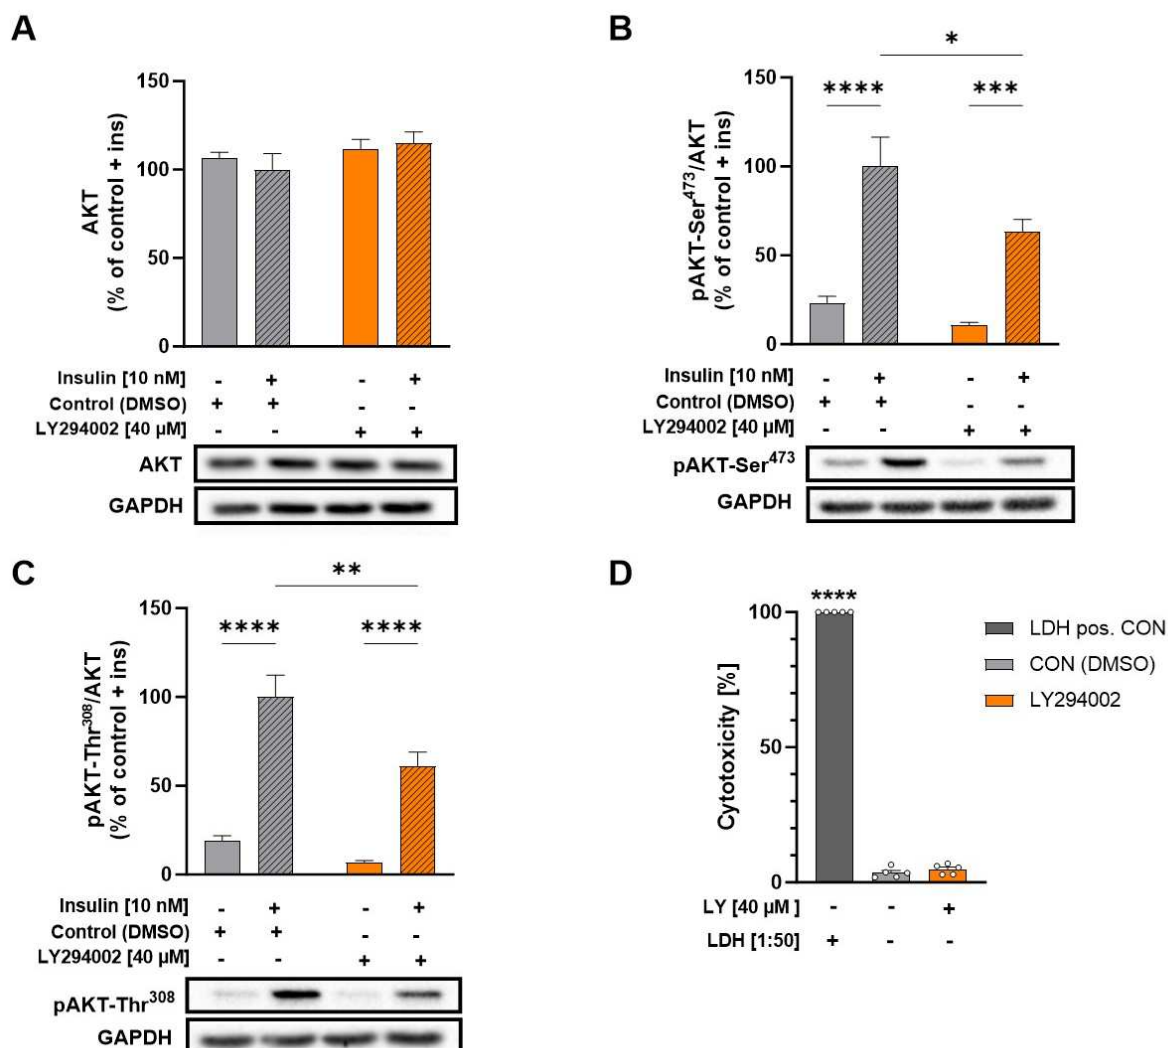 A
150
100
50
0
AKT
(% of control + ins)
Insulin [10 nM] - + - +
Control (DMSO) + + - -
LY294002 [40 µM] - - + +
AKT
GAPDH
B
*
**** ***
150
100
50
0
pAKT-Ser473/AKT
(% of control + ins)
Insulin [10 nM] - + - +
Control (DMSO) + + - -
LY294002 [40 µM] - - + +
pAKT-Ser473
GAPDH
C
**
**** ****
150
100
50
0
pAKT-Thr308/AKT
(% of control + ins)
Insulin [10 nM] - + - +
Control (DMSO) + + - -
LY294002 [40 µM] - - + +
pAKT-Thr308
GAPDH
D
****
100
50
0
Cytotoxicity [%]
LY [40 µM ] - - +
LDH [1:50] + - -
LDH pos. CON
CON (DMSO)
LY294002